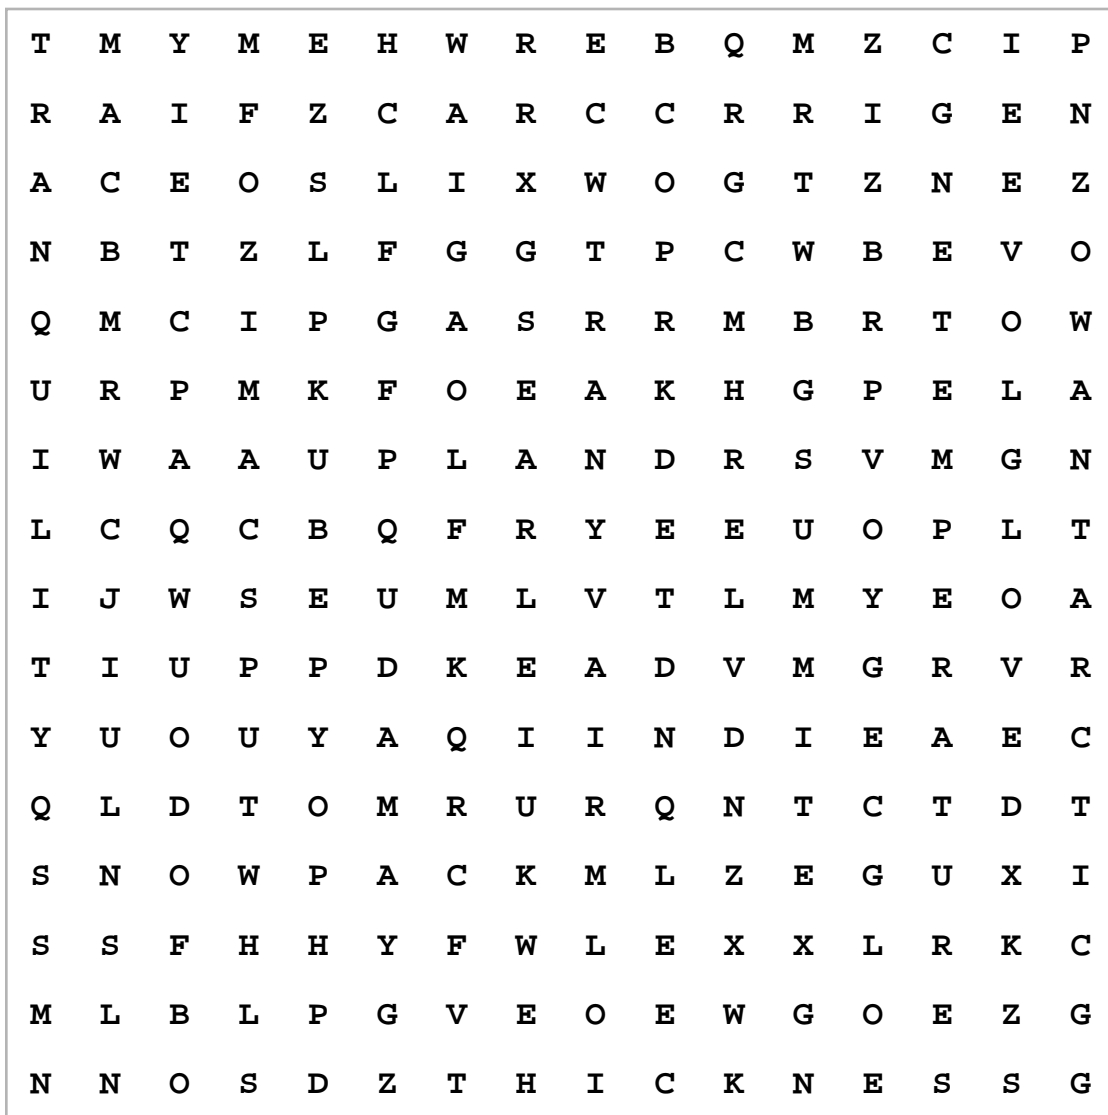 T M Y M E H W R E B Q M Z C I P
R A I F Z C A R C C R R I G E N
A C E O S L I X W O G T Z N E Z
N B T Z L F G G T P C W B E V O
Q M C I P G A S R R M B R T O W
U R P M K F O E A K H G P E L A
I W A A U P L A N D R S V M G N
L C Q C B Q F R Y E E U O P L T
I J W S E U M L V T L M Y E O A
T I U P P D K E A D V M G R V R
Y U O U Y A Q I I N D I E A E C
Q L D T O M R U R Q N T C T D T
S N O W P A C K M L Z E G U X I
S S F H H Y F W L E X X L R K C
M L B L P G V E O E W G O E Z G
N N O S D Z T H I C K N E S S G